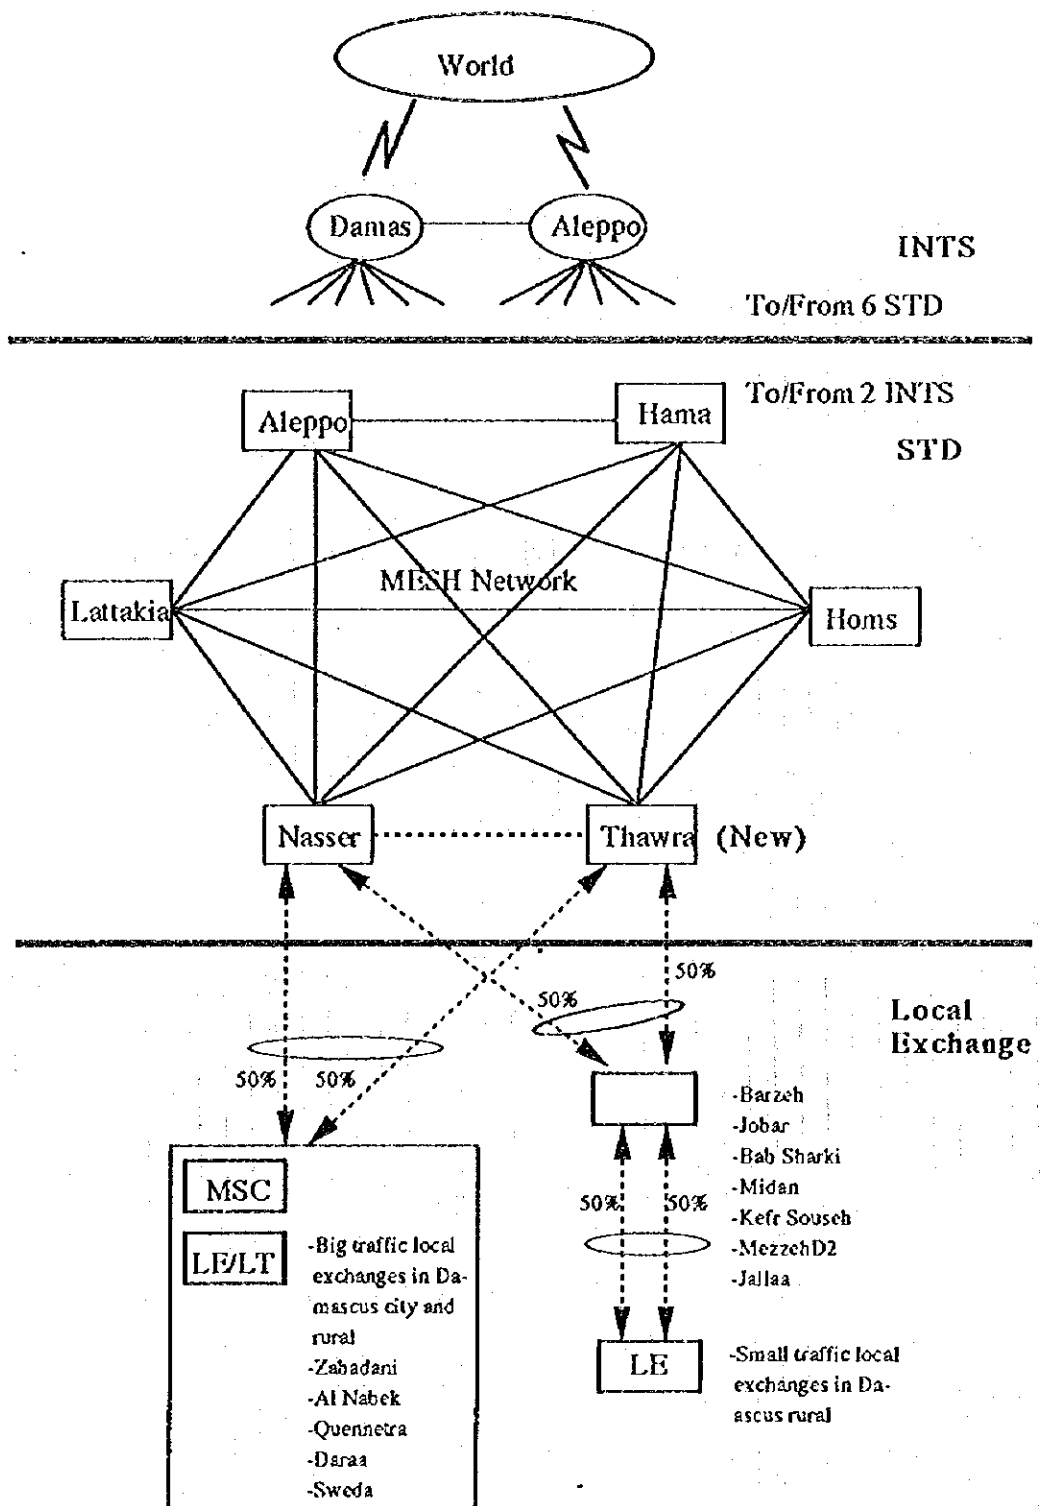 World
Damas
Aleppo
INTS
To/From 6 STD
To/From 2 INTS
STD
Aleppo
Hama
MESH Network
Lattakia
Homs
Nasser
Thawra
(New)
50%
50%
Local
Exchange
50%
50%
-Barzeh
-Jobar
-Bab Sharki
-Midan
-Kefr Souseh
-MezzehD2
-Jallaa
MSC
50%
50%
LE/LT
-Big traffic local
exchanges in Da-
mascus city and
rural
-Zabadani
-Al Nabek
-Quennetra
-Daraa
-Sweda
LE
-Small traffic local
exchanges in Da-
ascus rural